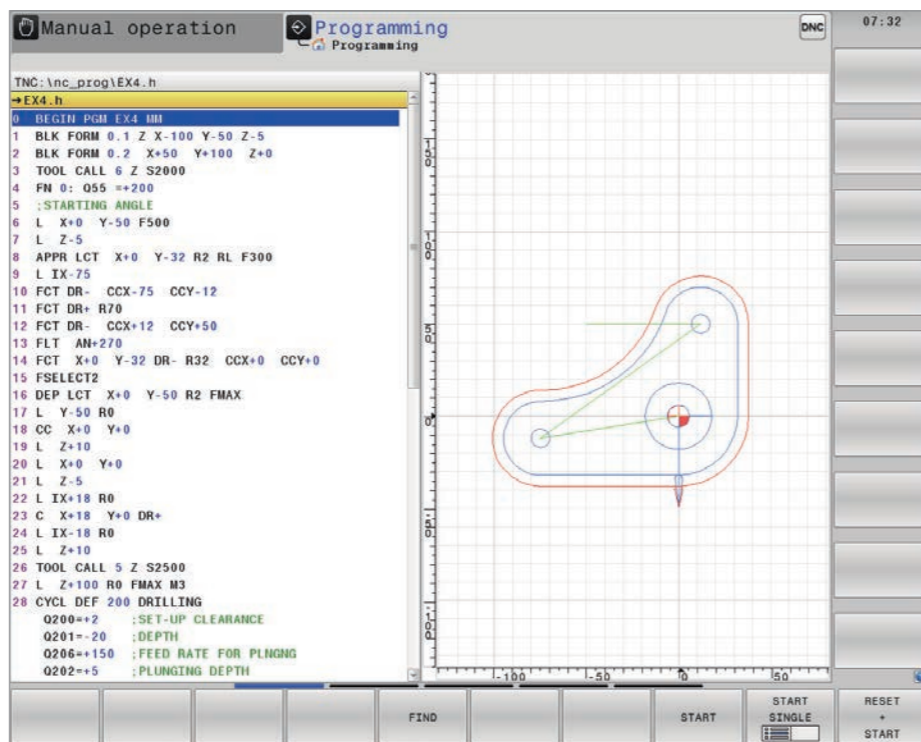 Manual operation
Programming
Programming
DNC
07:32
TNC:\nc_prog\EX4.h
→EX4.h
0 BEGIN PGM EX4 MM
1 BLK FORM 0.1 Z X-100 Y-50 Z-5
2 BLK FORM 0.2 X+50 Y+100 Z+0
3 TOOL CALL 6 Z S2000
4 FN 0: Q55 =+200
5 ;STARTING ANGLE
6 L X+0 Y-50 F500
7 L Z-5
8 APPR LCT X+0 Y-32 R2 RL F300
9 L IX-75
10 FCT DR- CCX-75 CCY-12
11 FCT DR+ R70
12 FCT DR- CCX+12 CCY+50
13 FLT AN+270
14 FCT X+0 Y-32 DR- R32 CCX+0 CCY+0
15 FSELECT2
16 DEP LCT X+0 Y-50 R2 FMAX
17 L Y-50 R0
18 CC X+0 Y+0
19 L Z+10
20 L X+0 Y+0
21 L Z-5
22 L IX+18 R0
23 C X+18 Y+0 DR+
24 L IX-18 R0
25 L Z+10
26 TOOL CALL 5 Z S2500
27 L Z+100 R0 FMAX M3
28 CYCL DEF 200 DRILLING
Q200=+2 ;SET-UP CLEARANCE
Q201=-20 ;DEPTH
Q206=+150 ;FEED RATE FOR PLNGNG
Q202=+5 ;PLUNGING DEPTH
150
100
50
0
-50
-100
-100 -50 0 50
FIND
START
START SINGLE
RESET + START